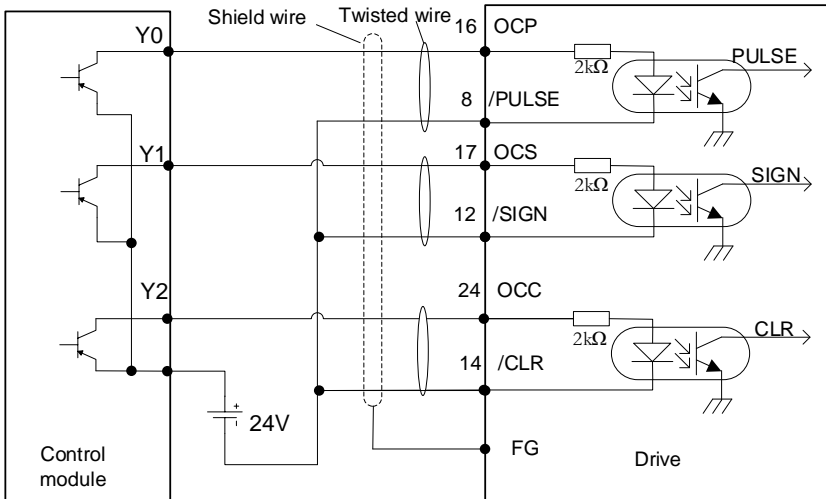 Shield wire
Twisted wire
Y0
16 OCP
2kΩ
PULSE
8 /PULSE
Y1
17 OCS
2kΩ
SIGN
12 /SIGN
Y2
24 OCC
2kΩ
CLR
14 /CLR
+
-
24V
FG
Control
module
Drive